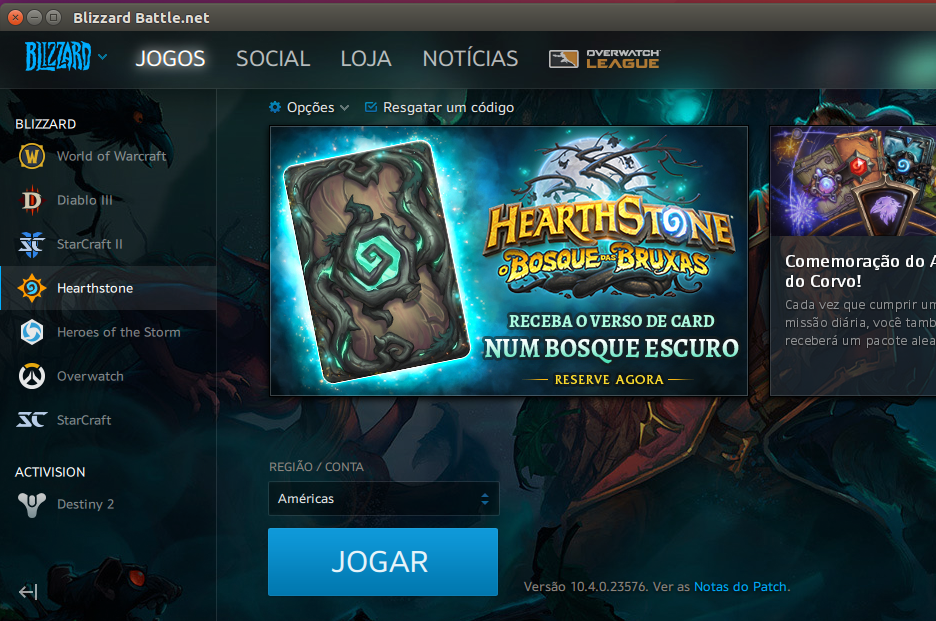 Blizzard Battle.net
BLIZZARD
JOGOS
SOCIAL
LOJA
NOTÍCIAS
OVERWATCH
LEAGUE
BLIZZARD
World of Warcraft
Diablo III
StarCraft II
Hearthstone
Heroes of the Storm
Overwatch
StarCraft
ACTIVISION
Destiny 2
Opções
Resgatar um código
HEARTHSTONE
O BOSQUE DAS BRUXAS
RECEBA O VERSO DE CARD
NUM BOSQUE ESCURO
RESERVE AGORA
Comemoração do A
do Corvo!
Cada vez que cumprir um
missão diária, você tamb
receberá um pacote alea
REGIÃO / CONTA
Américas
JOGAR
Versão 10.4.0.23576. Ver as Notas do Patch.